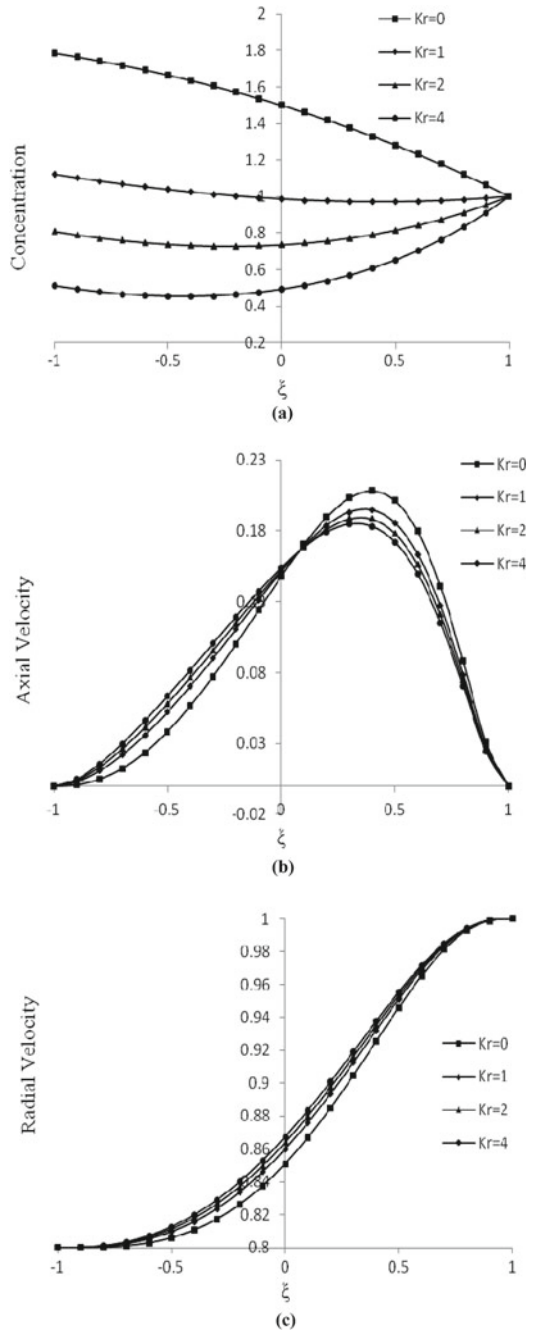 2
1.8
1.6
1.4
1.2
1
0.8
0.6
0.4
0.2
Concentration
-1
-0.5
0
0.5
1
ξ
Kr=0
Kr=1
Kr=2
Kr=4
(a)
0.23
0.18
0.08
0.03
-0.02
Axial Velocity
-1
-0.5
0
0.5
1
ξ
Kr=0
Kr=1
Kr=2
Kr=4
(b)
1
0.98
0.96
0.94
0.92
0.9
0.88
0.86
0.84
0.82
0.8
Radial Velocity
-1
-0.5
0
0.5
1
ξ
Kr=0
Kr=1
Kr=2
Kr=4
(c)